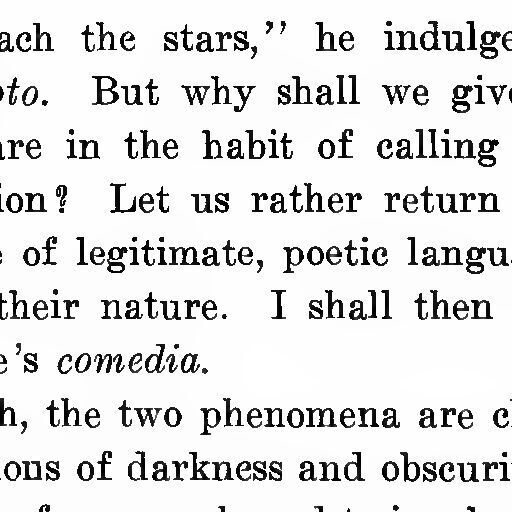 ach the stars," he indulge
to. But why shall we give
are in the habit of calling
ion? Let us rather return
e of legitimate, poetic langu
their nature. I shall then
e's comedia.
h, the two phenomena are c
ious of darkness and obscuri